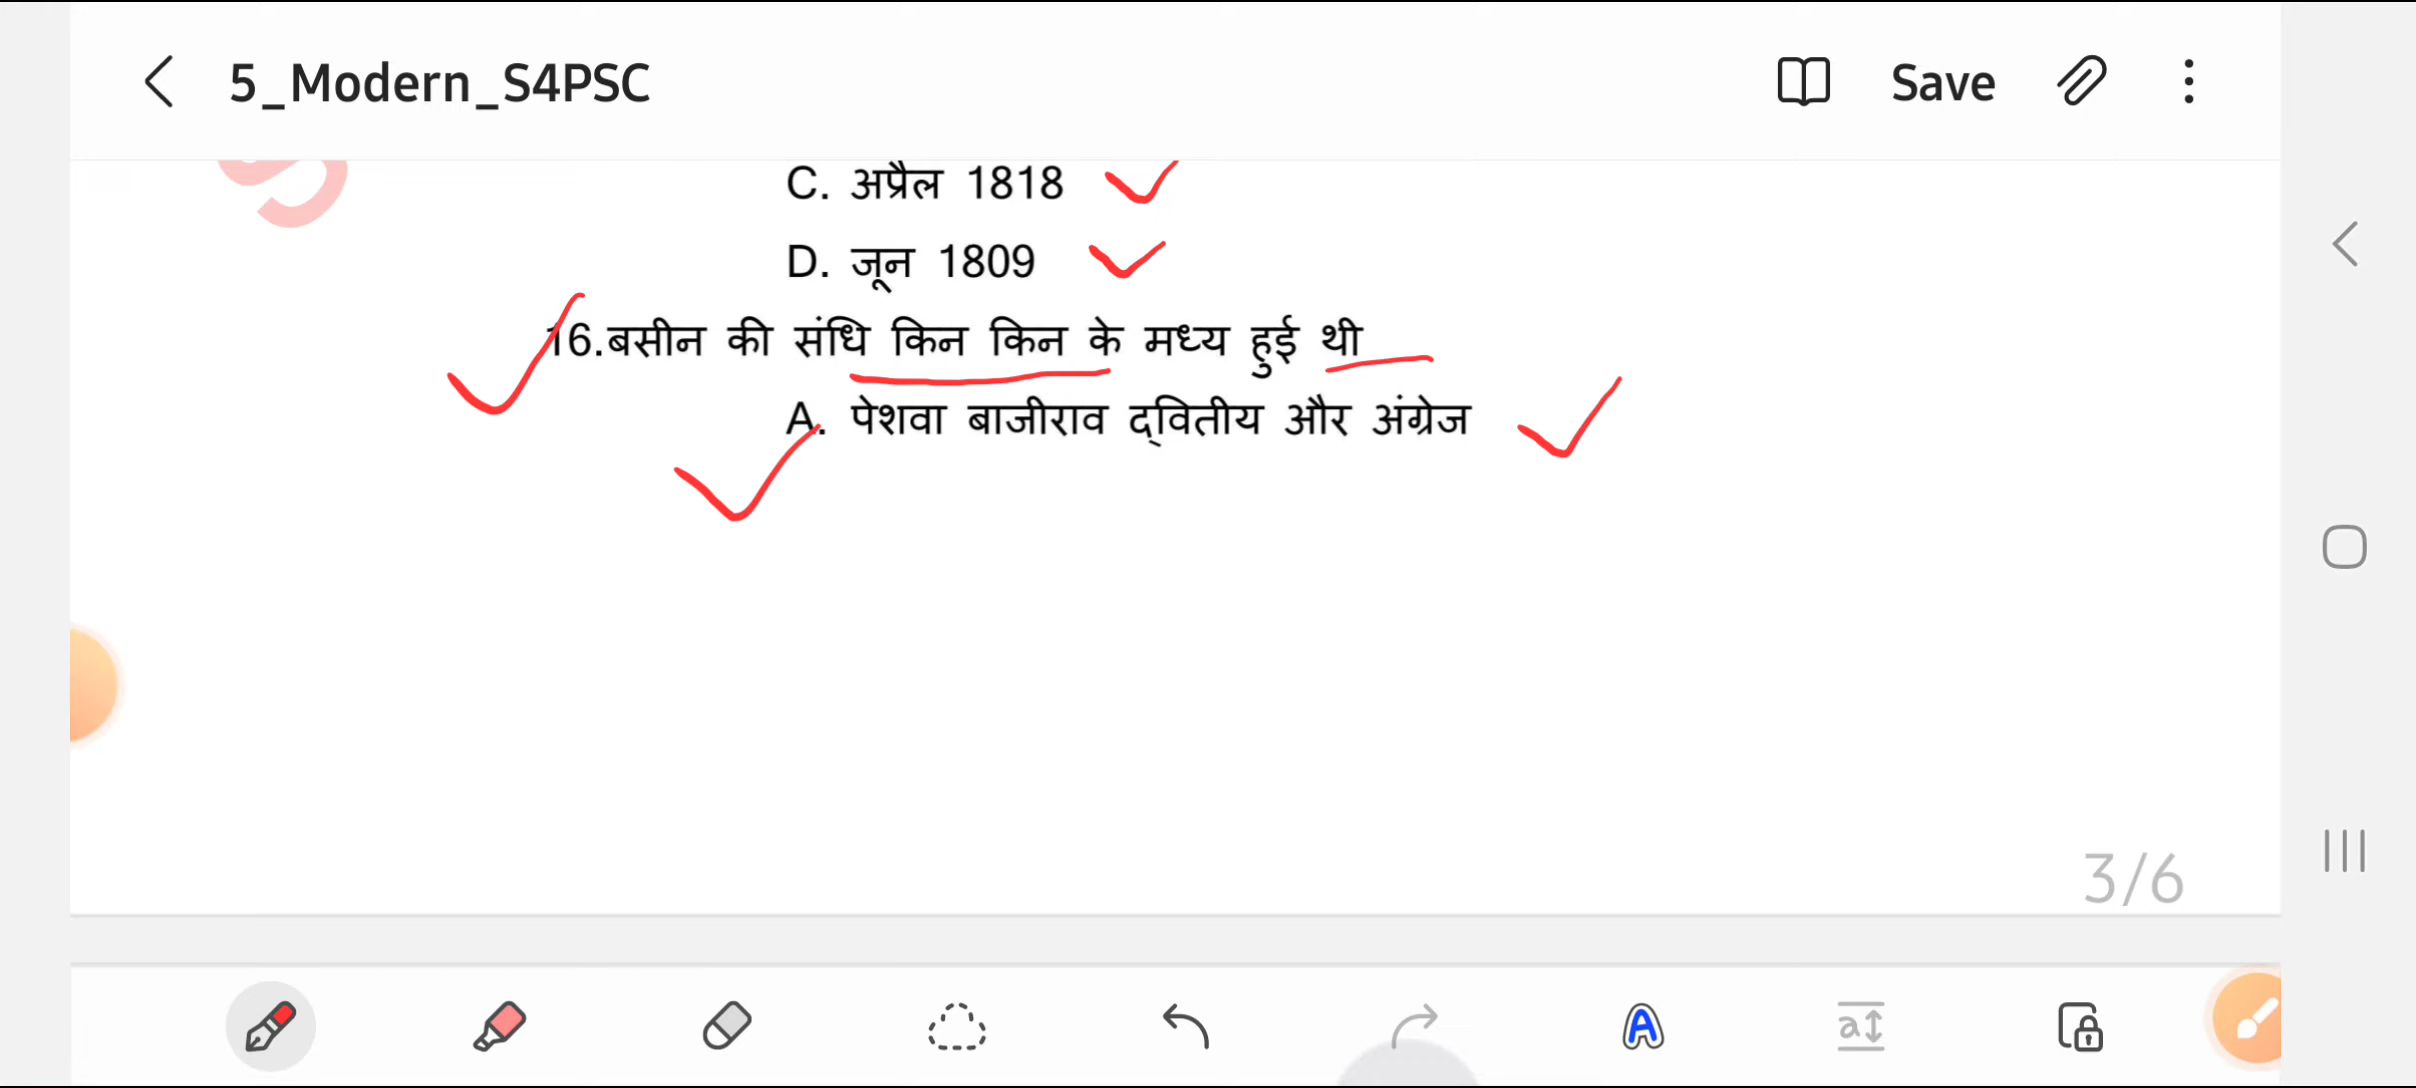 5_Modern_S4PSC Save
C. अप्रैल 1818
D. जून 1809
16.बसीन की संधि किन किन के मध्य हुई थी
A. पेशवा बाजीराव द्वितीय और अंग्रेज
3/6